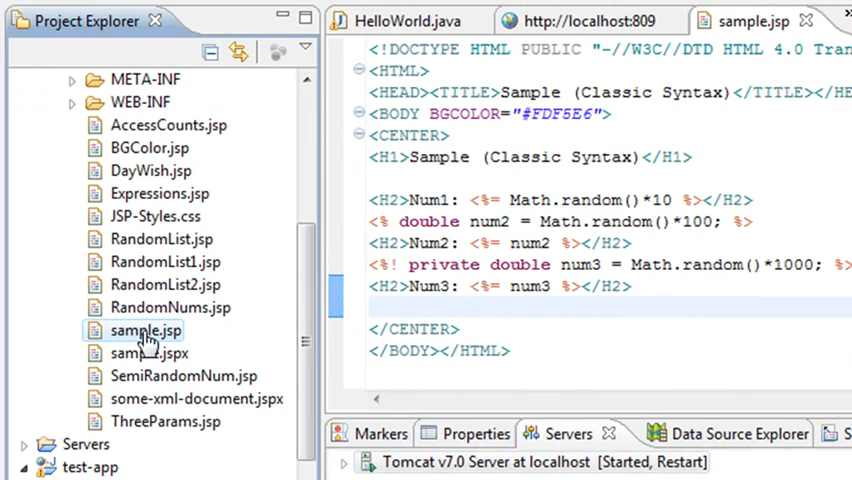 Project Explorer
META-INF
WEB-INF
AccessCounts.jsp
BGColor.jsp
DayWish.jsp
Expressions.jsp
JSP-Styles.css
RandomList.jsp
RandomList1.jsp
RandomList2.jsp
RandomNums.jsp
sample.jsp
sample.jspx
SemiRandomNum.jsp
some-xml-document.jspx
ThreeParams.jsp
Servers
test-app
HelloWorld.java http://localhost:809 sample.jsp
<!DOCTYPE HTML PUBLIC "-//W3C//DTD HTML 4.0 Tran
<HTML>
<HEAD><TITLE>Sample (Classic Syntax)</TITLE></HE
<BODY BGCOLOR="#FDF5E6">
<CENTER>
<H1>Sample (Classic Syntax)</H1>
<H2>Num1: <%= Math.random()*10 %></H2>
<% double num2 = Math.random()*100; %>
<H2>Num2: <%= num2 %></H2>
<%! private double num3 = Math.random()*1000; %>
<H2>Num3: <%= num3 %></H2>
</CENTER>
</BODY></HTML>
Markers Properties Servers Data Source Explorer S
Tomcat v7.0 Server at localhost [Started, Restart]